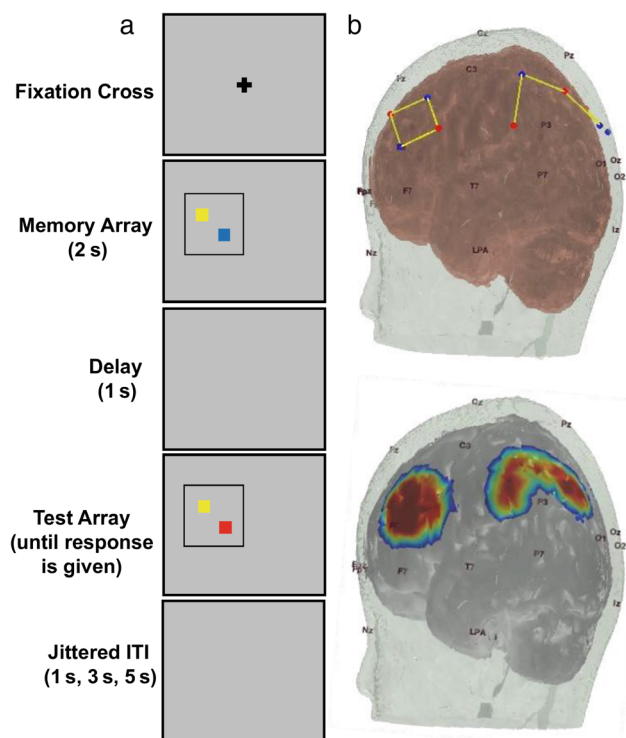 a
Fixation Cross
Memory Array
(2 s)
Delay
(1 s)
Test Array
(until response
is given)
Jittered ITI
(1 s, 3 s, 5 s)
b
Cz
Pz
C3
Fz
P3
O1
Oz
O2
F7
T7
P7
LPA
Iz
Nz
Cz
Pz
C3
Fz
P3
O1
Oz
O2
F7
T7
P7
Iz
Nz
LPA